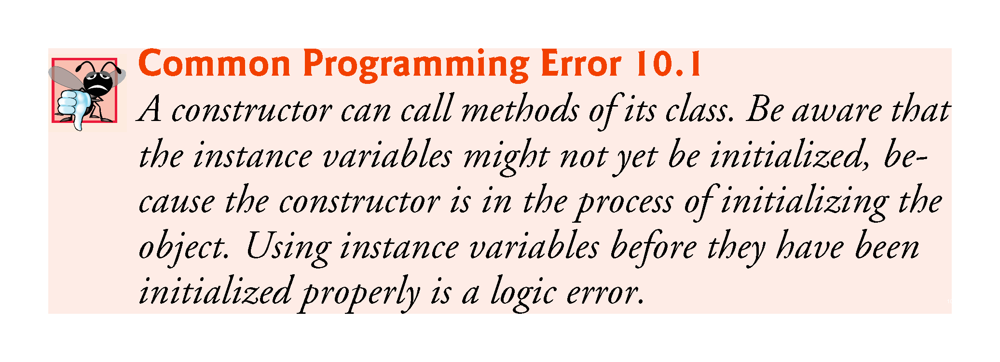 Common Programming Error 10.1
A constructor can call methods of its class. Be aware that
the instance variables might not yet be initialized, be-
cause the constructor is in the process of initializing the
object. Using instance variables before they have been
initialized properly is a logic error.